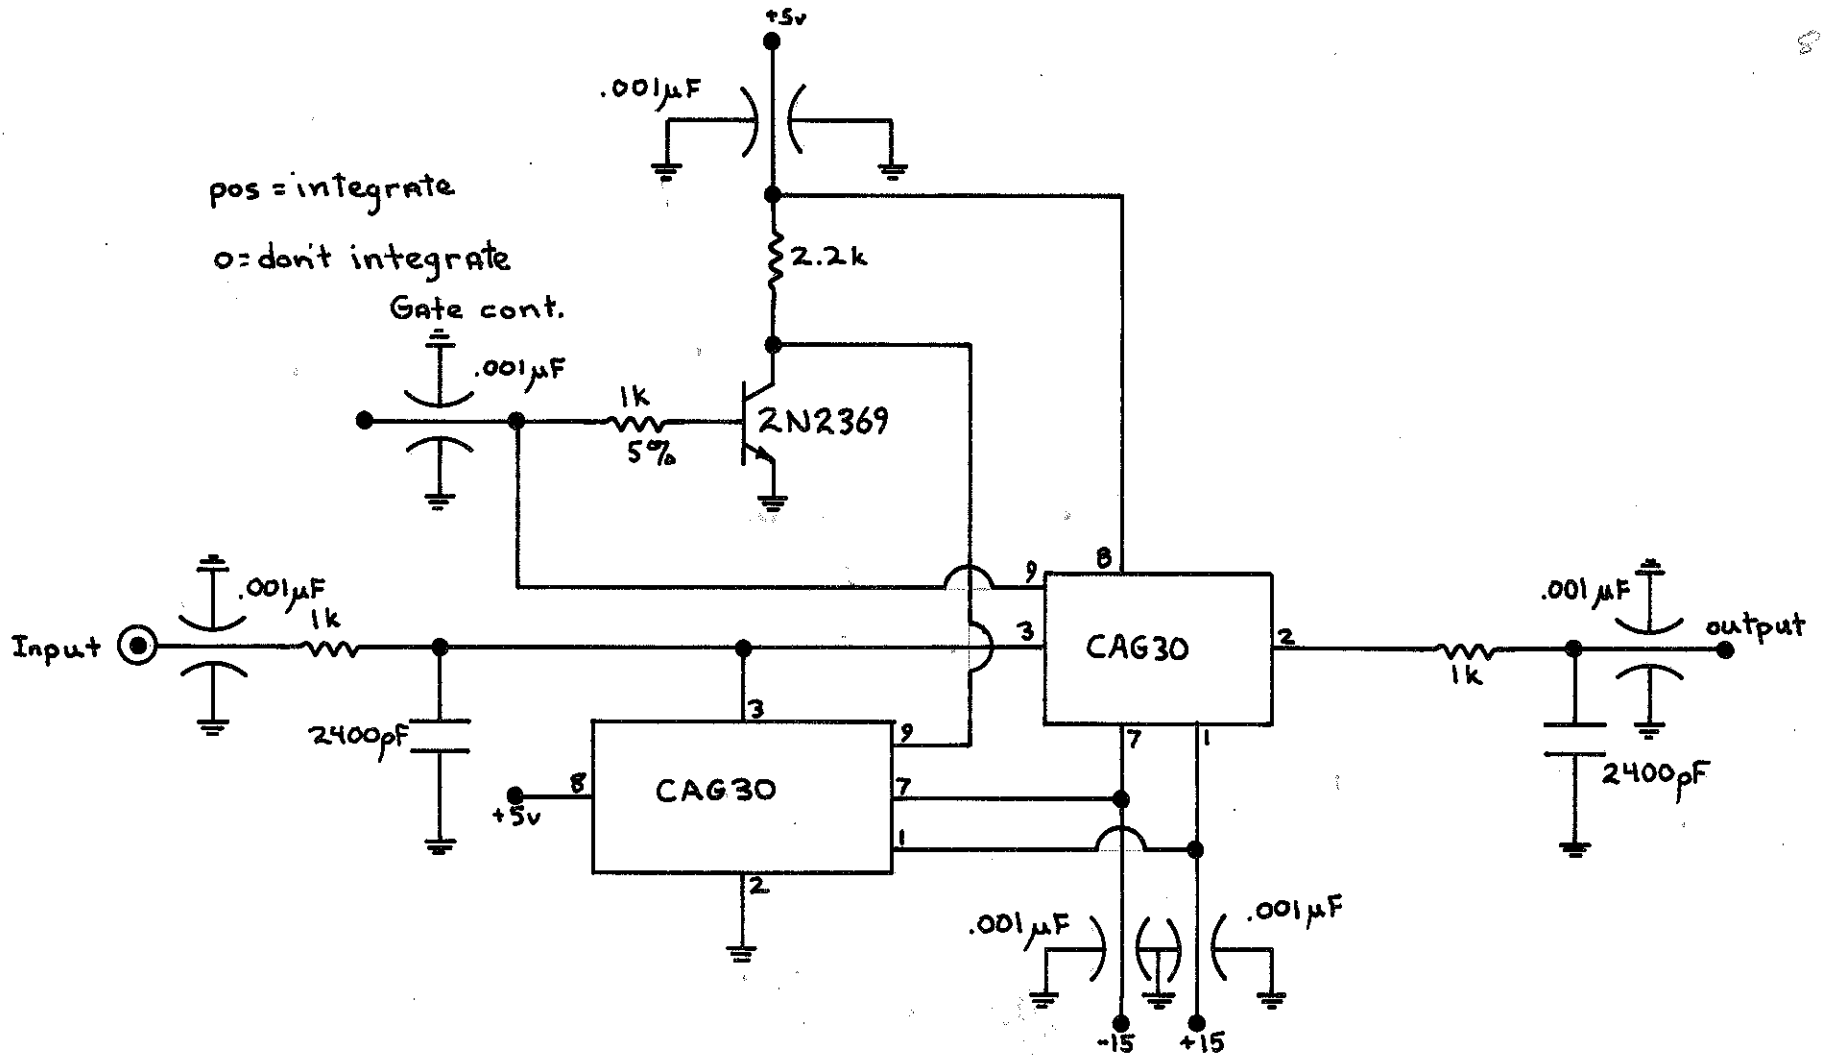 +5v
.001μF
pos = integrate
0 = don't integrate
Gate cont.
2.2k
.001μF
1k
5%
2N2369
8
9
3
CAG30
2
7
1
.001μF
1k
Input
2400pF
3
9
8
CAG30
7
1
2
+5v
.001μF
output
1k
2400pF
.001μF
.001μF
-15
+15